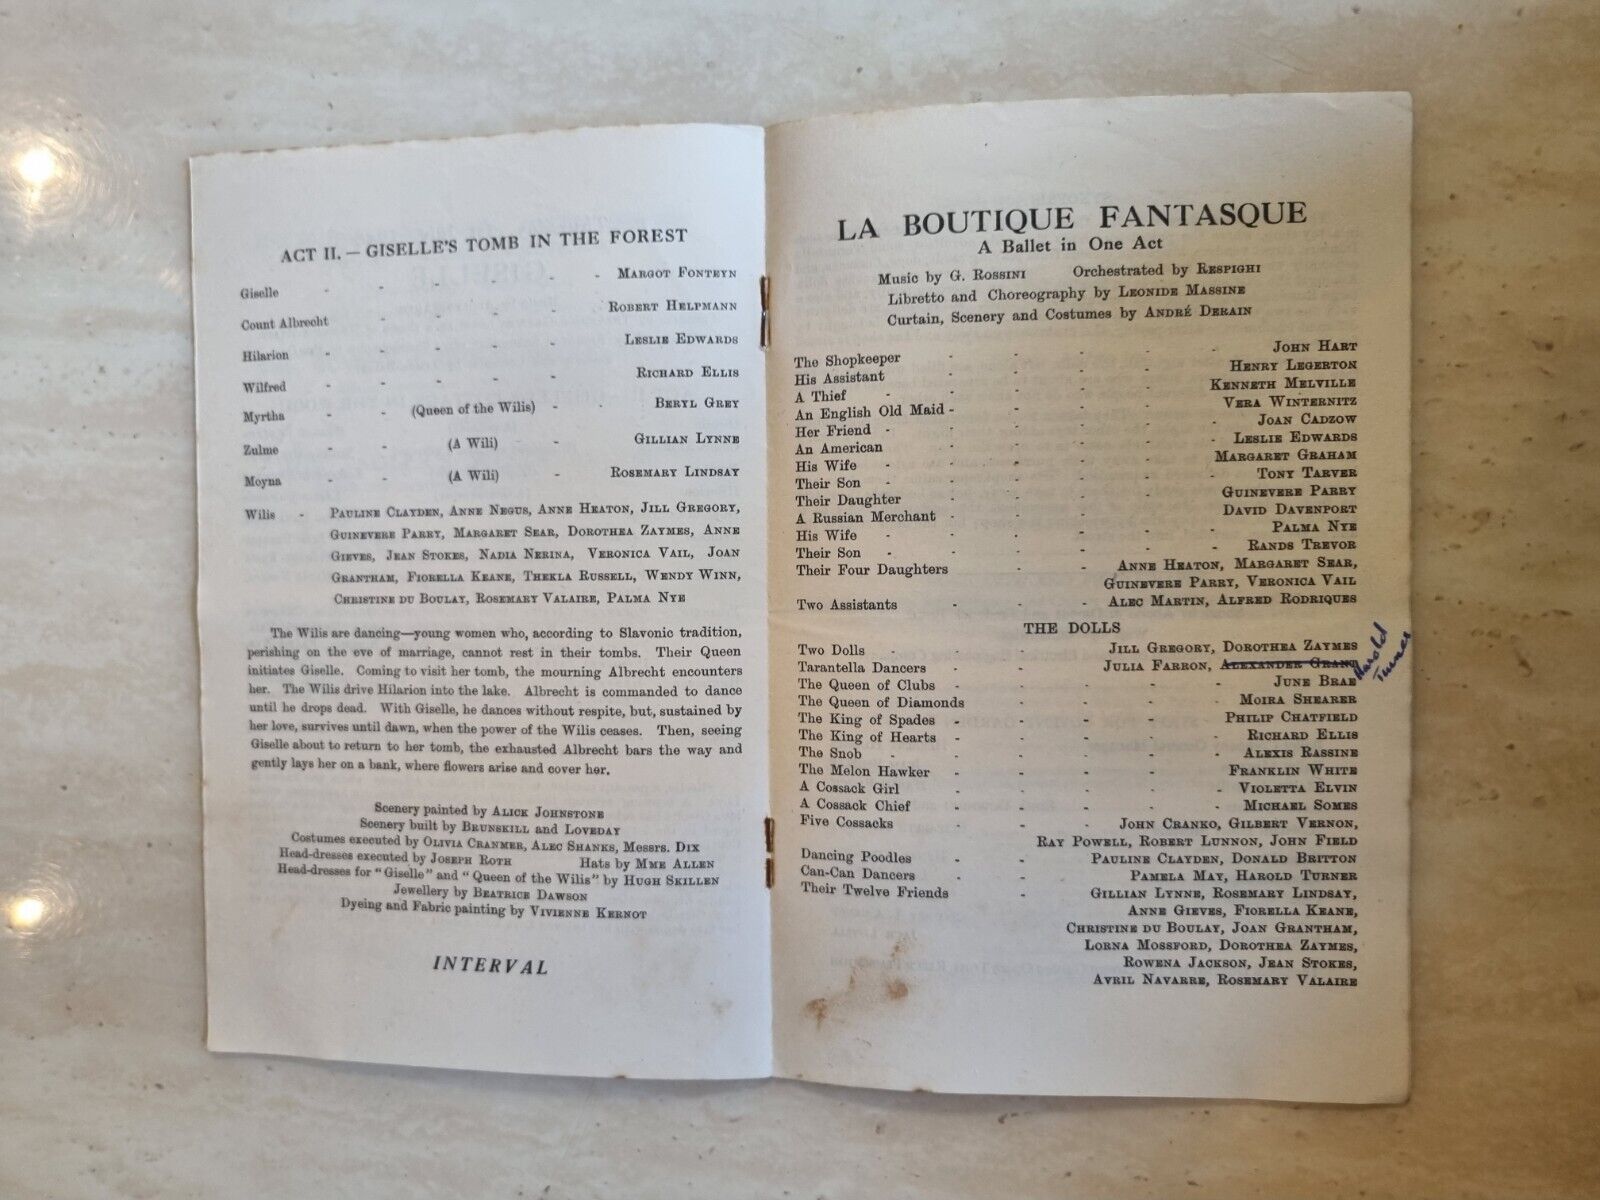 ACT II. — GISELLE'S TOMB IN THE FOREST
Giselle - - - - - - MARGOT FONTEYN
Count Albrecht - - - - ROBERT HELPMANN
Hilarion - - - - - LESLIE EDWARDS
Wilfred - - - - - RICHARD ELLIS
Myrtha - - (Queen of the Wilis) - - BERYL GREY
Zulme - - (A Wili) - GILLIAN LYNNE
Moyna - - (A Wili) - ROSEMARY LINDSAY
Wilis - PAULINE CLAYDEN, ANNE NEGUS, ANNE HEATON, JILL GREGORY,
GUINEVERE PARRY, MARGARET SEAR, DOROTHEA ZAYMES, ANNE
GIEVES, JEAN STOKES, NADIA NERINA, VERONICA VAIL, JOAN
GRANTHAM, FIORELLA KEANE, THEKLA RUSSELL, WENDY WINN,
CHRISTINE DU BOULAY, ROSEMARY VALAIRE, PALMA NYE
The Wilis are dancing—young women who, according to Slavonic tradition,
perishing on the eve of marriage, cannot rest in their tombs. Their Queen
initiates Giselle. Coming to visit her tomb, the mourning Albrecht encounters
her. The Wilis drive Hilarion into the lake. Albrecht is commanded to dance
until he drops dead. With Giselle, he dances without respite, but, sustained by
her love, survives until dawn, when the power of the Wilis ceases. Then, seeing
Giselle about to return to her tomb, the exhausted Albrecht bars the way and
gently lays her on a bank, where flowers arise and cover her.
Scenery painted by ALICK JOHNSTONE
Scenery built by BRUNSKILL and LOVEDAY
Costumes executed by OLIVIA CRANMER, ALEC SHANKS, MESSRS. DIX
Head-dresses executed by JOSEPH ROTH Hats by MME ALLEN
Head-dresses for "Giselle" and "Queen of the Wilis" by HUGH SKILLEN
Jewellery by BEATRICE DAWSON
Dyeing and Fabric painting by VIVIENNE KERNOT
INTERVAL
LA BOUTIQUE FANTASQUE
A Ballet in One Act
Music by G. ROSSINI Orchestrated by RESPIGHI
Libretto and Choreography by LEONIDE MASSINE
Curtain, Scenery and Costumes by ANDRÉ DERAIN
The Shopkeeper - - - - - JOHN HART
His Assistant - - - - HENRY LEGERTON
A Thief - - - - - KENNETH MELVILLE
An English Old Maid - - - - VERA WINTERNITZ
Her Friend - - - - - JOAN CADZOW
An American - - - - - LESLIE EDWARDS
His Wife - - - - MARGARET GRAHAM
Their Son - - - - - TONY TARVER
Their Daughter - - - - GUINEVERE PARRY
A Russian Merchant - - - - DAVID DAVENPORT
His Wife - - - - - PALMA NYE
Their Son - - - - - RANDS TREVOR
Their Four Daughters - - ANNE HEATON, MARGARET SEAR,
GUINEVERE PARRY, VERONICA VAIL
Two Assistants - - - ALEC MARTIN, ALFRED RODRIQUES
THE DOLLS
Two Dolls - - - JILL GREGORY, DOROTHEA ZAYMES
Tarantella Dancers - - - JULIA FARRON, ALEXANDER GRANT Harold Turner
The Queen of Clubs - - - - - JUNE BRAE
The Queen of Diamonds - - - - MOIRA SHEARER
The King of Spades - - - - - PHILIP CHATFIELD
The King of Hearts - - - - RICHARD ELLIS
The Snob - - - - - ALEXIS RASSINE
The Melon Hawker - - - - FRANKLIN WHITE
A Cossack Girl - - - - VIOLETTA ELVIN
A Cossack Chief - - - - - MICHAEL SOMES
Five Cossacks - - - JOHN CRANKO, GILBERT VERNON,
RAY POWELL, ROBERT LUNNON, JOHN FIELD
Dancing Poodles - - PAULINE CLAYDEN, DONALD BRITTON
Can-Can Dancers - - PAMELA MAY, HAROLD TURNER
Their Twelve Friends - GILLIAN LYNNE, ROSEMARY LINDSAY,
ANNE GIEVES, FIORELLA KEANE,
CHRISTINE DU BOULAY, JOAN GRANTHAM,
LORNA MOSSFORD, DOROTHEA ZAYMES,
ROWENA JACKSON, JEAN STOKES,
AVRIL NAVARRE, ROSEMARY VALAIRE